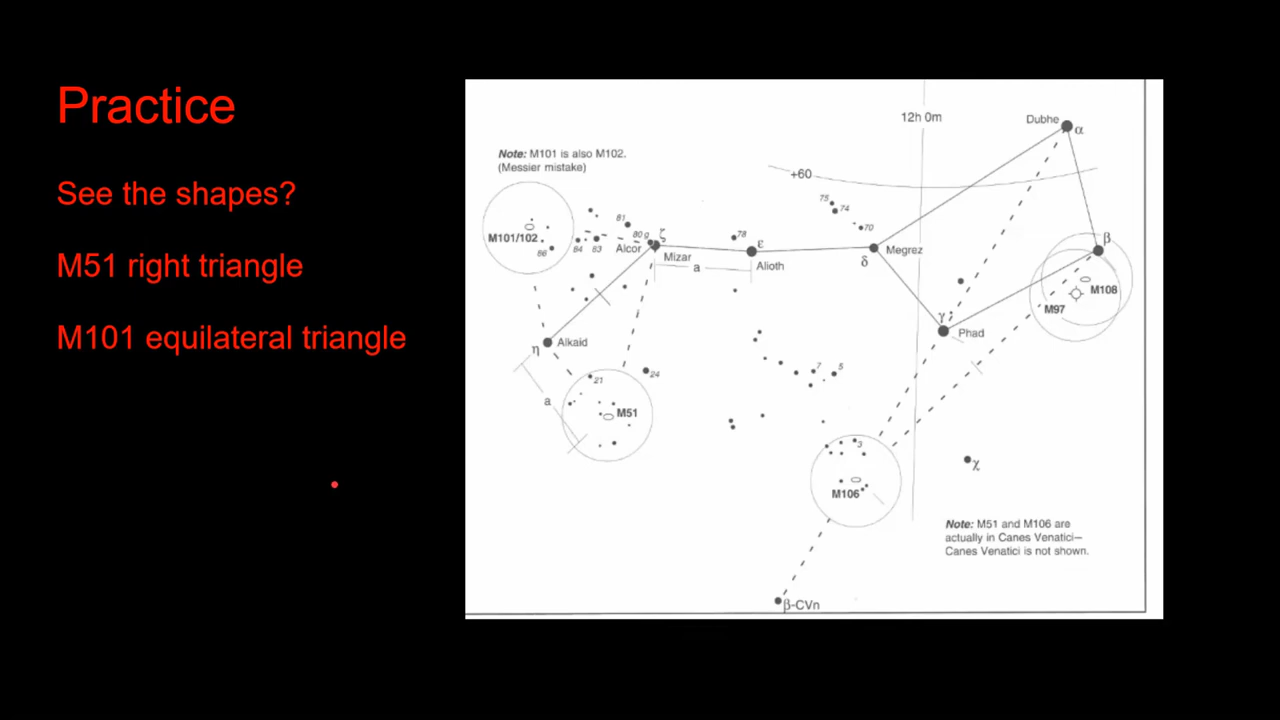 Practice
See the shapes?
M51 right triangle
M101 equilateral triangle
12h 0m
Dubhe α
Note: M101 is also M102.
(Messier mistake)
+60
75
74
81
70
M101/102
86
84
83
80 g
Alcor
ζ
Mizar
78
ε
Alioth
a
δ
Megrez
β
M108
M97
γ
Phad
η
Alkaid
21
24
7
5
a
M51
3
χ
M106
Note: M51 and M106 are
actually in Canes Venatici–
Canes Venatici is not shown.
β-CVn